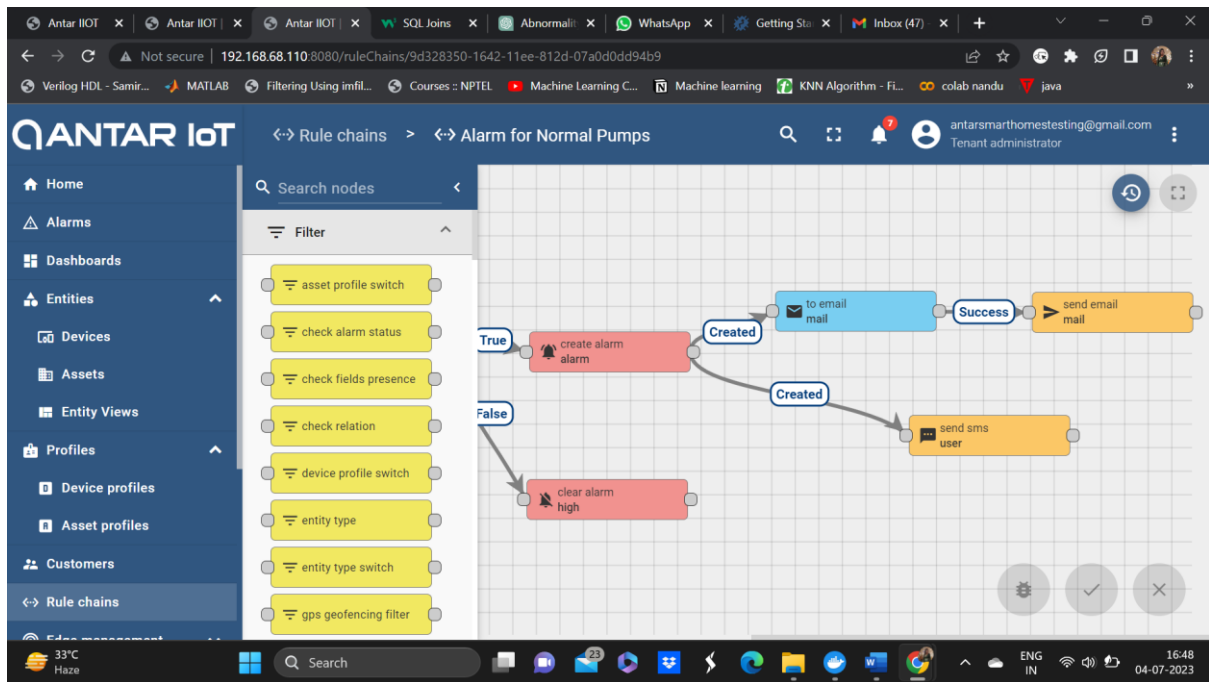 Antar IIOT
Antar IIOT |
Antar IIOT |
SQL Joins
Abnormalit
WhatsApp
Getting Sta
Inbox (47)
Not secure | 192.168.68.110:8080/ruleChains/9d328350-1642-11ee-812d-07a0d0dd94b9
Verilog HDL - Samir...
MATLAB
Filtering Using imfil...
Courses :: NPTEL
Machine Learning C...
Machine learning
KNN Algorithm - Fi...
colab nandu
java
»
ANTAR IoT
Rule chains > Alarm for Normal Pumps
7
antarsmarthomestesting@gmail.com
Tenant administrator
Home
Alarms
Dashboards
Entities
Devices
Assets
Entity Views
Profiles
Device profiles
Asset profiles
Customers
Rule chains
Edge management
Search nodes
Filter
asset profile switch
check alarm status
check fields presence
check relation
device profile switch
entity type
entity type switch
gps geofencing filter
True
create alarm
alarm
Created
to email
mail
Success
send email
mail
Created
send sms
user
False
clear alarm
high
33°C
Haze
Search
23
ENG
IN
16:48
04-07-2023